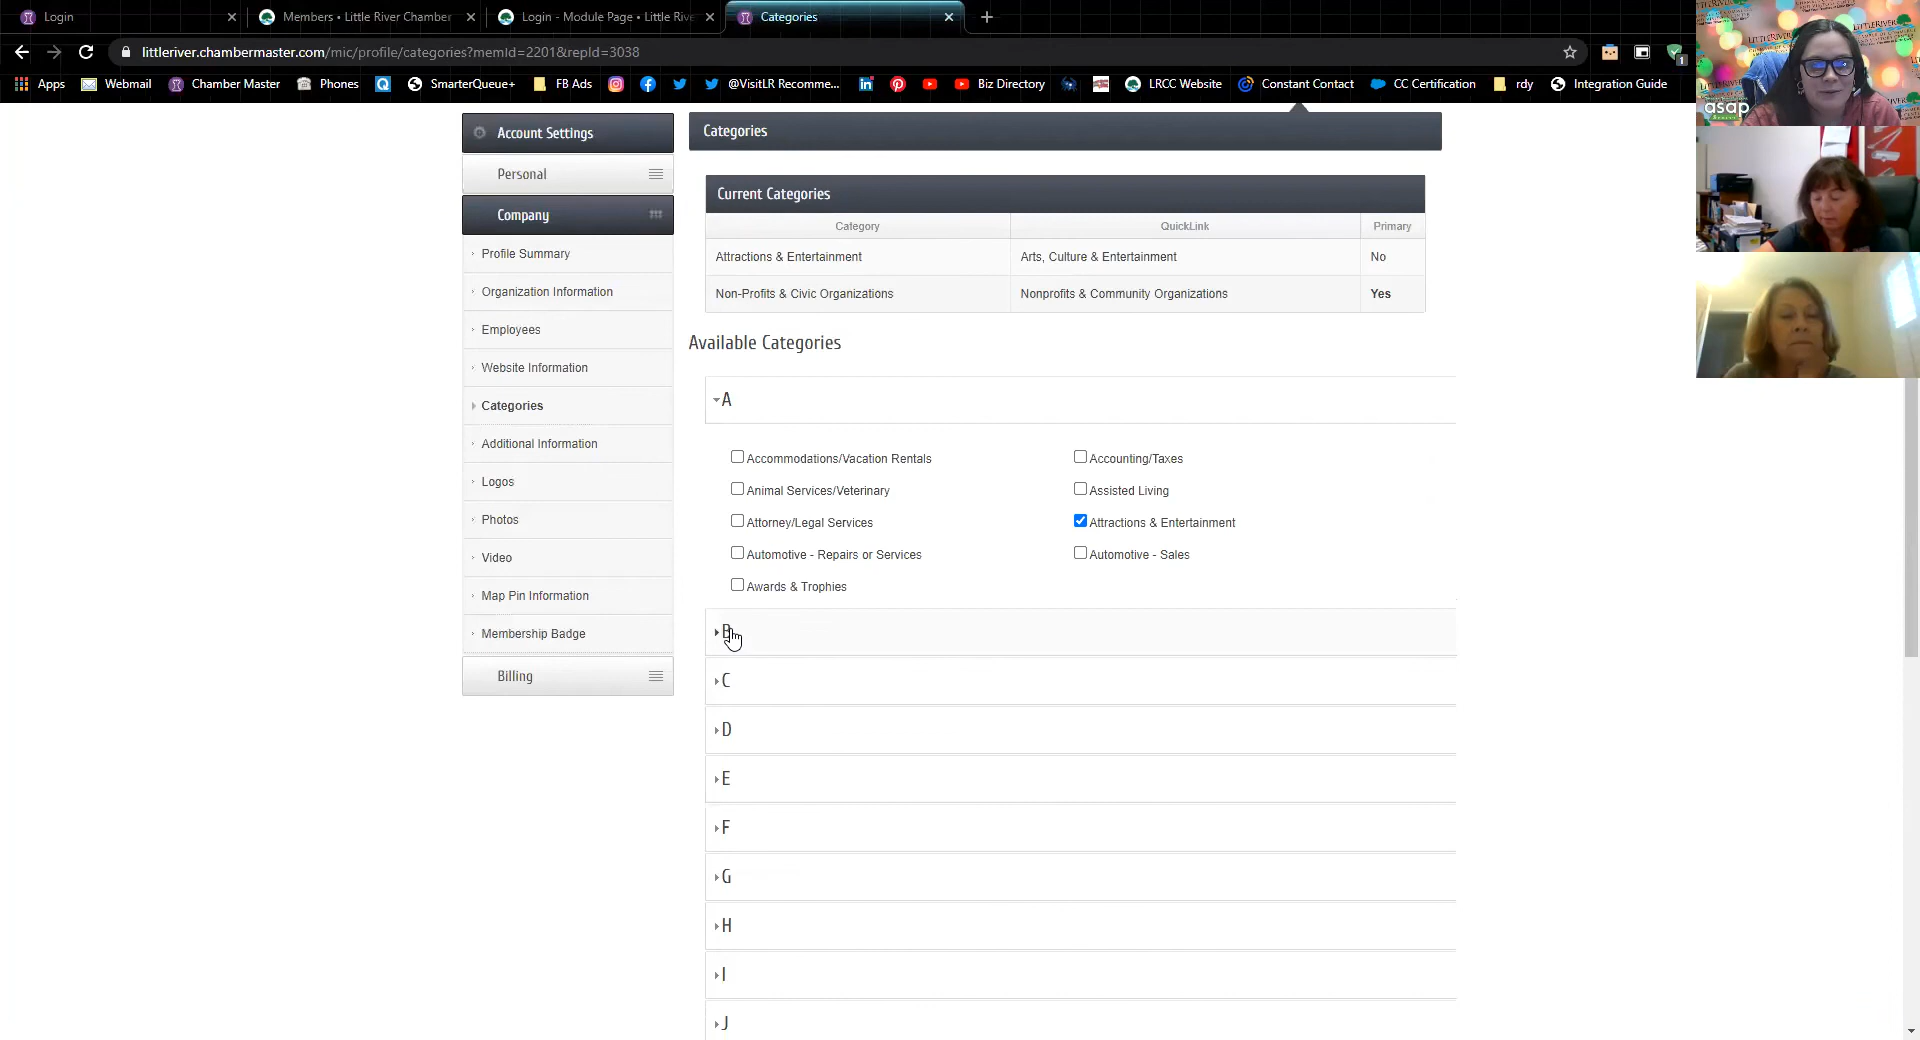 Login
Members • Little River Chamber
Login - Module Page • Little Rive
Categories
littleriver.chambermaster.com/mic/profile/categories?memId=2201&repId=3038
1
Apps
Webmail
Chamber Master
Phones
SmarterQueue+
FB Ads
@VisitLR Recomme...
Biz Directory
LRCC Website
Constant Contact
CC Certification
rdy
Integration Guide
asap
Account Settings
Personal
Company
Profile Summary
Organization Information
Employees
Website Information
Categories
Additional Information
Logos
Photos
Video
Map Pin Information
Membership Badge
Billing
Categories
Current Categories
Category QuickLink Primary
Attractions & Entertainment Arts, Culture & Entertainment No
Non-Profits & Civic Organizations Nonprofits & Community Organizations Yes
Available Categories
A
Accommodations/Vacation Rentals Accounting/Taxes
Animal Services/Veterinary Assisted Living
Attorney/Legal Services Attractions & Entertainment
Automotive - Repairs or Services Automotive - Sales
Awards & Trophies
B
C
D
E
F
G
H
I
J